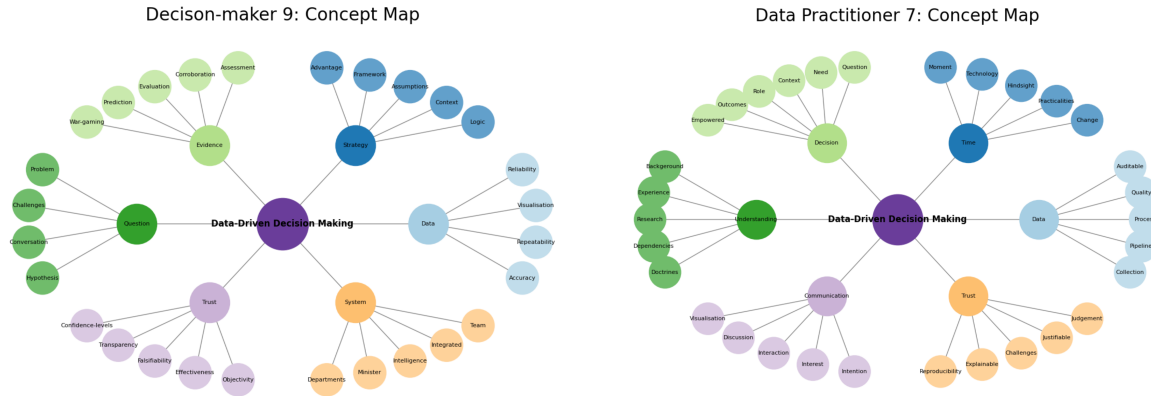 Decison-maker 9: Concept Map
Assessment
Corroboration
Evaluation
Prediction
War-gaming
Evidence
Advantage
Framework
Assumptions
Context
Logic
Strategy
Problem
Challenges
Conversation
Hypothesis
Question
Data-Driven Decision Making
Data
Reliability
Visualisation
Repeatability
Accuracy
Trust
Confidence-levels
Transparency
Falsifiability
Effectiveness
Objectivity
System
Team
Integrated
Intelligence
Minister
Departments
Data Practitioner 7: Concept Map
Question
Need
Context
Role
Outcomes
Empowered
Decision
Moment
Technology
Hindsight
Practicalities
Change
Time
Background
Experience
Research
Dependencies
Doctrines
Understanding
Data-Driven Decision Making
Data
Auditable
Quality
Process
Pipeline
Collection
Communication
Visualisation
Discussion
Interaction
Interest
Intention
Trust
Judgement
Justifiable
Challenges
Explainable
Reproducibility